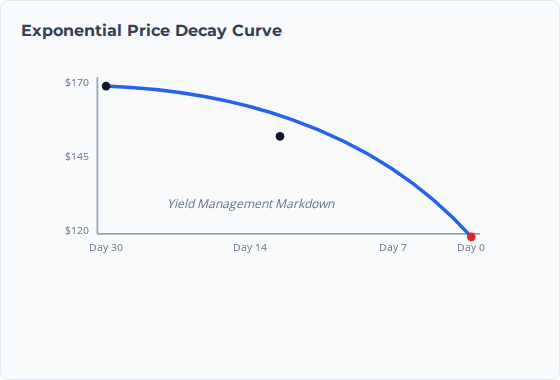 Exponential Price Decay Curve
$170
$145
Yield Management Markdown
$120
Day 30
Day 14
Day 7
Day 0